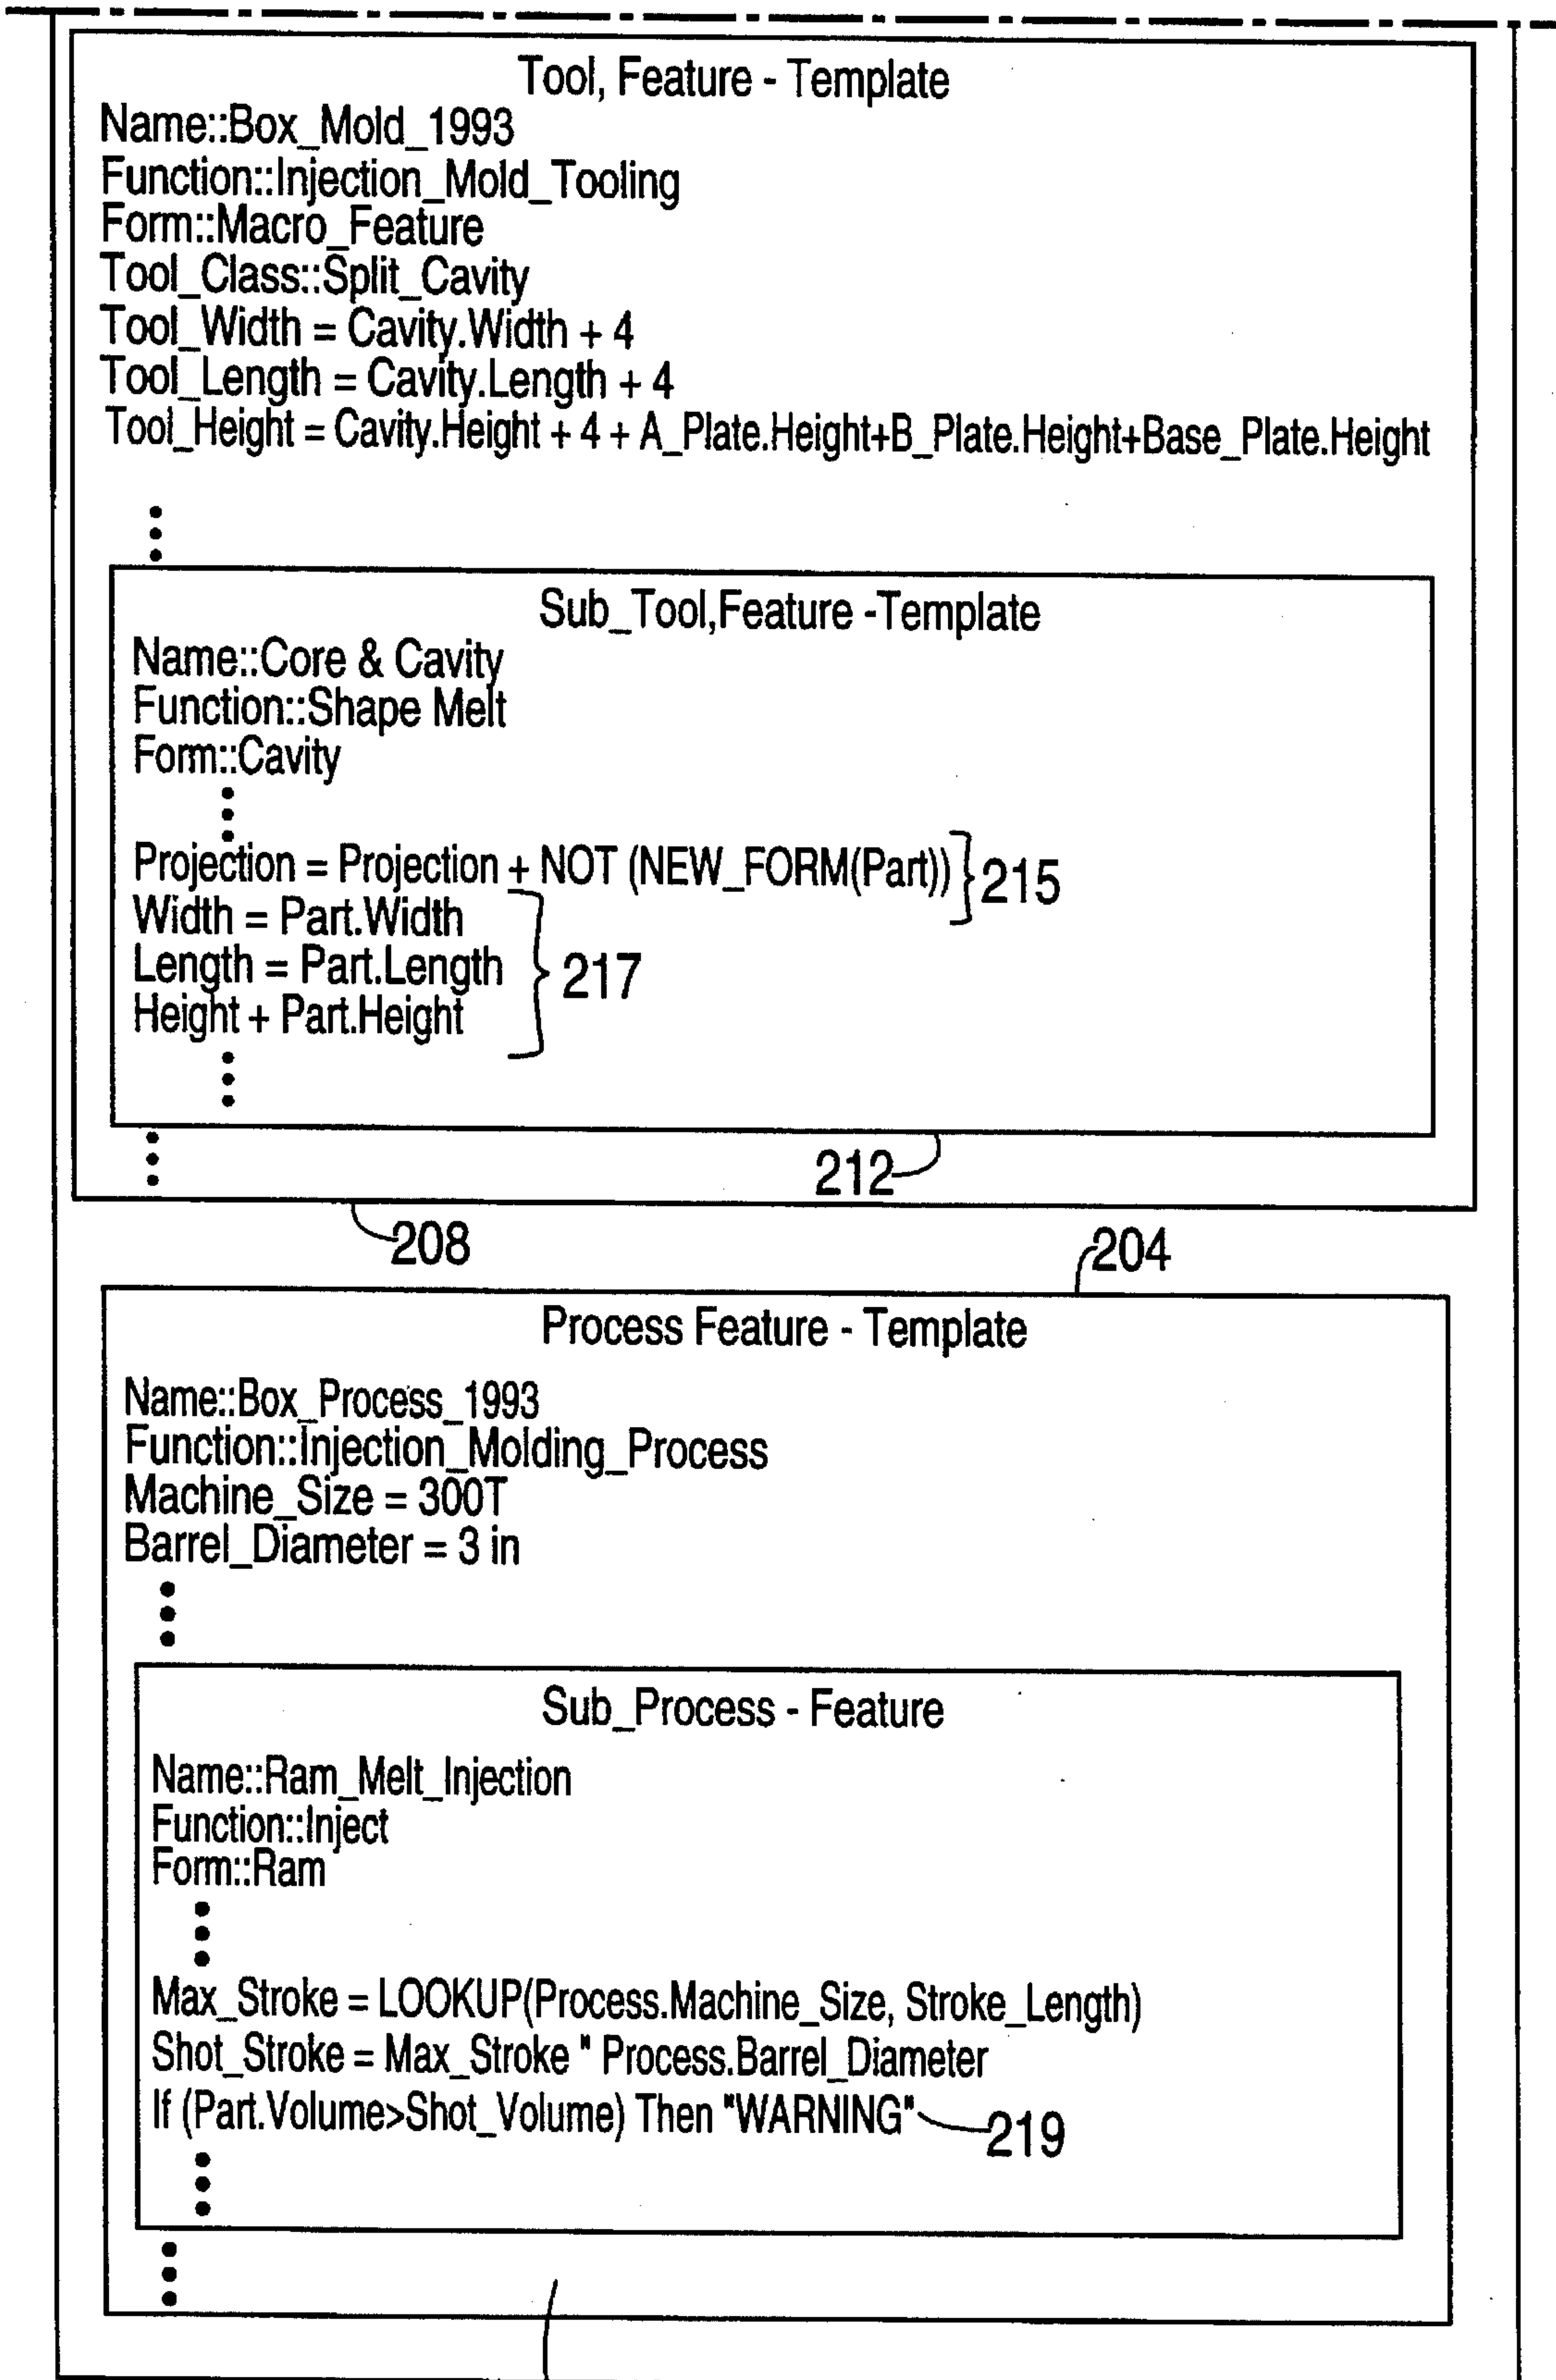 Tool, Feature - Template
Name::Box_Mold_1993
Function::Injection_Mold_Tooling
Form::Macro_Feature
Tool_Class::Split_Cavity
Tool_Width = Cavity.Width + 4
Tool_Length = Cavity.Length + 4
Tool_Height = Cavity.Height + 4 + A_Plate.Height+B_Plate.Height+Base_Plate.Height
Sub_Tool,Feature -Template
Name::Core & Cavity
Function::Shape Melt
Form::Cavity
Projection = Projection + NOT (NEW_FORM(Part)) 215
Width = Part.Width
Length = Part.Length 217
Height + Part.Height
212
208
204
Process Feature - Template
Name::Box_Process_1993
Function::Injection_Molding_Process
Machine_Size = 300T
Barrel_Diameter = 3 in
Sub_Process - Feature
Name::Ram_Melt_Injection
Function::Inject
Form::Ram
Max_Stroke = LOOKUP(Process.Machine_Size, Stroke_Length)
Shot_Stroke = Max_Stroke " Process.Barrel_Diameter
If (Part.Volume>Shot_Volume) Then "WARNING" 219